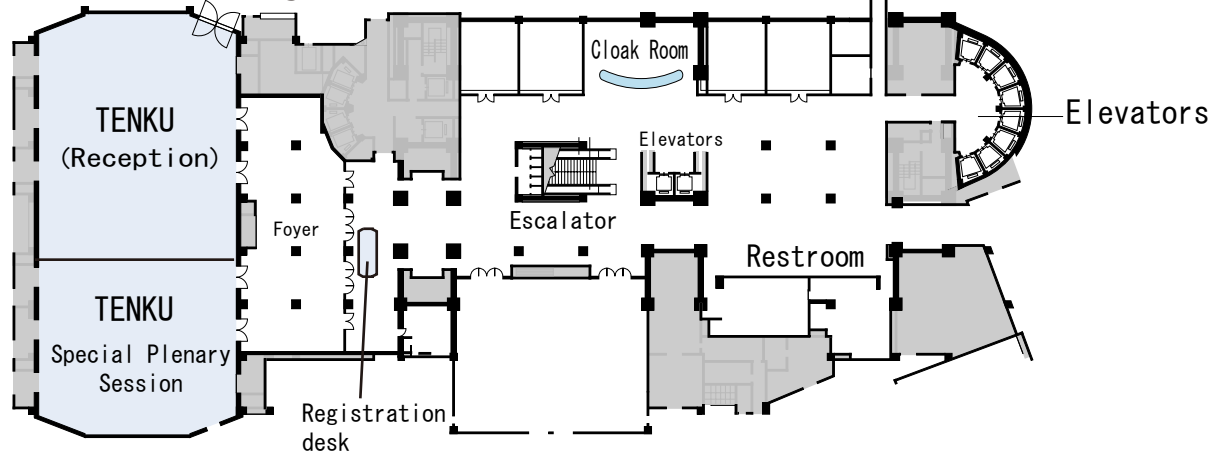 Cloak Room
Elevators
TENKU
(Reception)
Elevators
Escalator
Foyer
Restroom
TENKU
Special Plenary
Session
Registration
desk